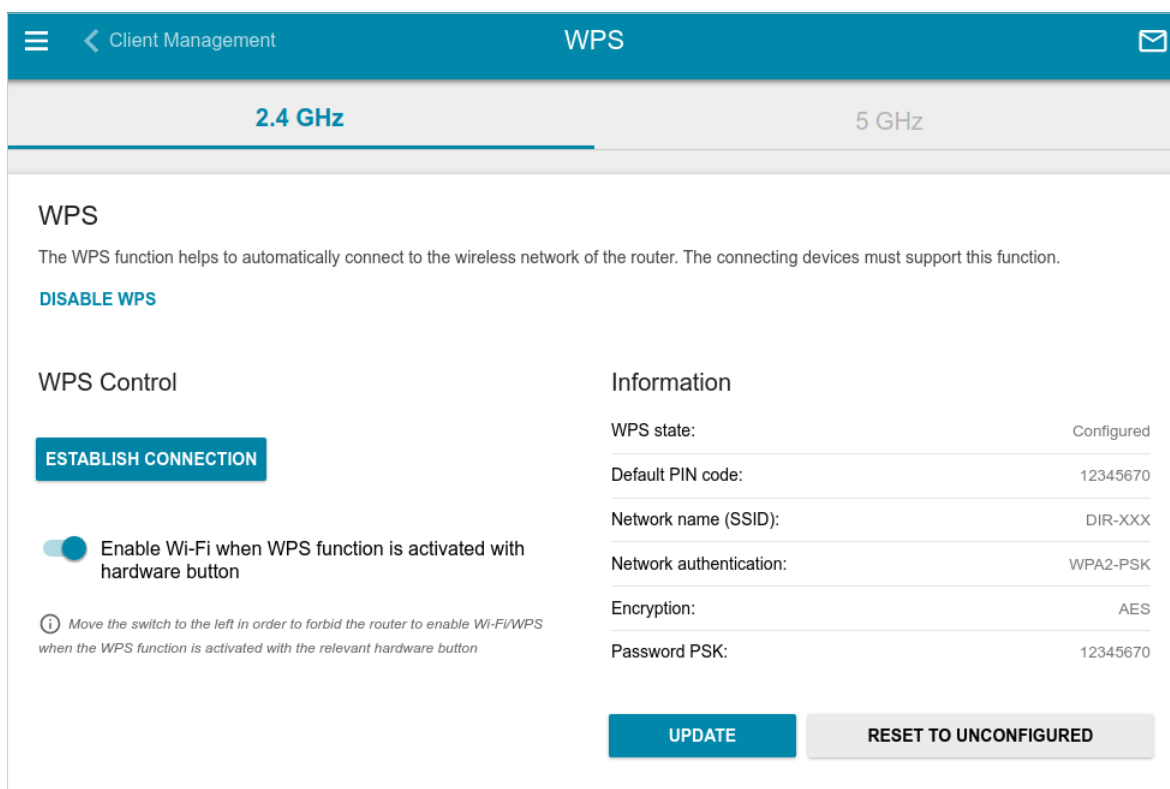 Client Management
WPS
2.4 GHz
5 GHz
WPS
The WPS function helps to automatically connect to the wireless network of the router. The connecting devices must support this function.
DISABLE WPS
WPS Control
ESTABLISH CONNECTION
Enable Wi-Fi when WPS function is activated with
hardware button
Move the switch to the left in order to forbid the router to enable Wi-Fi/WPS
when the WPS function is activated with the relevant hardware button
Information
WPS state: Configured
Default PIN code: 12345670
Network name (SSID): DIR-XXX
Network authentication: WPA2-PSK
Encryption: AES
Password PSK: 12345670
UPDATE
RESET TO UNCONFIGURED